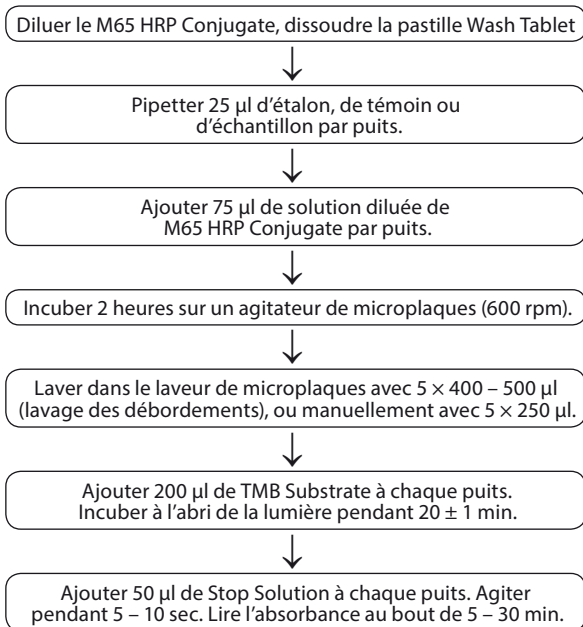 Diluer le M65 HRP Conjugate, dissoudre la pastille Wash Tablet
Pipetter 25 µl d’étalon, de témoin ou
d’échantillon par puits.
Ajouter 75 µl de solution diluée de
M65 HRP Conjugate par puits.
Incuber 2 heures sur un agitateur de microplaques (600 rpm).
Laver dans le laveur de microplaques avec 5 × 400 – 500 µl
(lavage des débordements), ou manuellement avec 5 × 250 µl.
Ajouter 200 µl de TMB Substrate à chaque puits.
Incuber à l’abri de la lumière pendant 20 ± 1 min.
Ajouter 50 µl de Stop Solution à chaque puits. Agiter
pendant 5 – 10 sec. Lire l’absorbance au bout de 5 – 30 min.